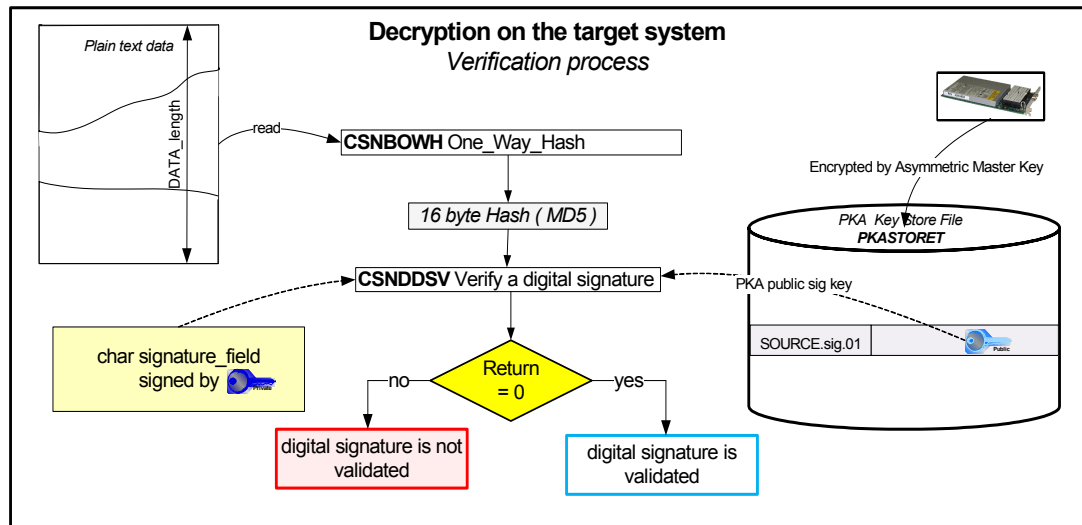 Decryption on the target system
Verification process
Plain text data
DATA_length
read
CSNBOWH One_Way_Hash
Encrypted by Asymmetric Master Key
16 byte Hash ( MD5 )
PKA Key Store File
PKASTORET
CSNDDSV Verify a digital signature
PKA public sig key
char signature_field
signed by
Private
SOURCE.sig.01
Public
Return
= 0
no
yes
digital signature is not
validated
digital signature is
validated